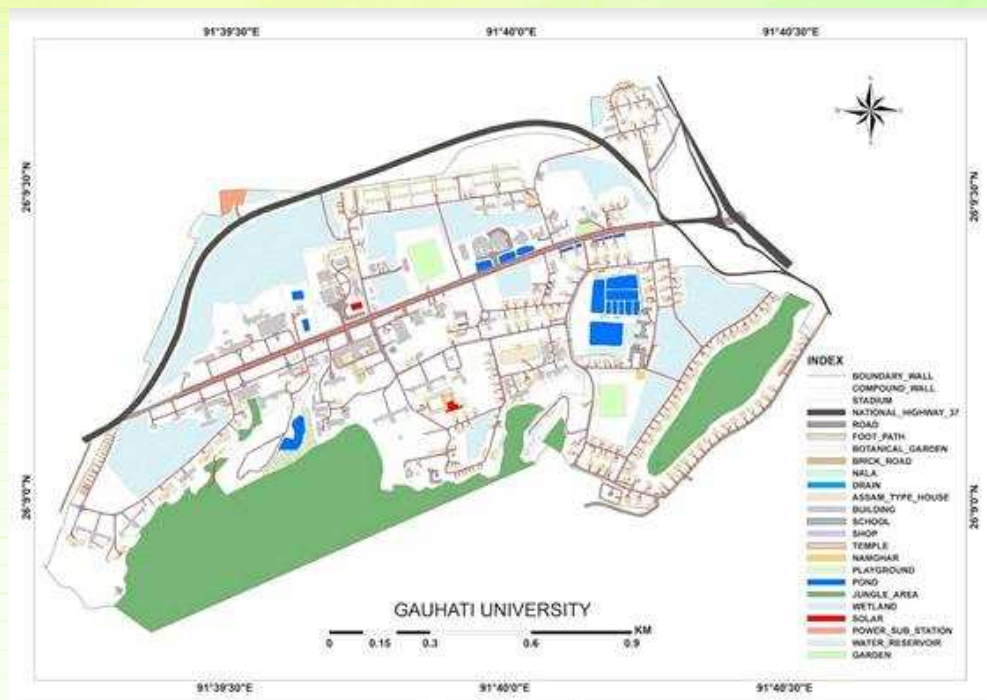 91°39'30"E 91°40'0"E 91°40'30"E
26°9'30"N
26°9'30"N
INDEX
BOUNDARY_WALL
COMPOUND_WALL
STADIUM
NATIONAL_HIGHWAY_37
ROAD
FOOT_PATH
BOTANICAL_GARDEN
BRICK_ROAD
NALA
DRAIN
ASSAM_TYPE_HOUSE
BUILDING
SCHOOL
SHOP
TEMPLE
NAMGHAR
PLAYGROUND
POND
JUNGLE_AREA
WETLAND
SOLAR
POWER_SUB_STATION
WATER_RESERVOIR
GARDEN
26°9'0"N
26°9'0"N
GAUHATI UNIVERSITY
KM
0 0.15 0.3 0.6 0.9
91°39'30"E 91°40'0"E 91°40'30"E